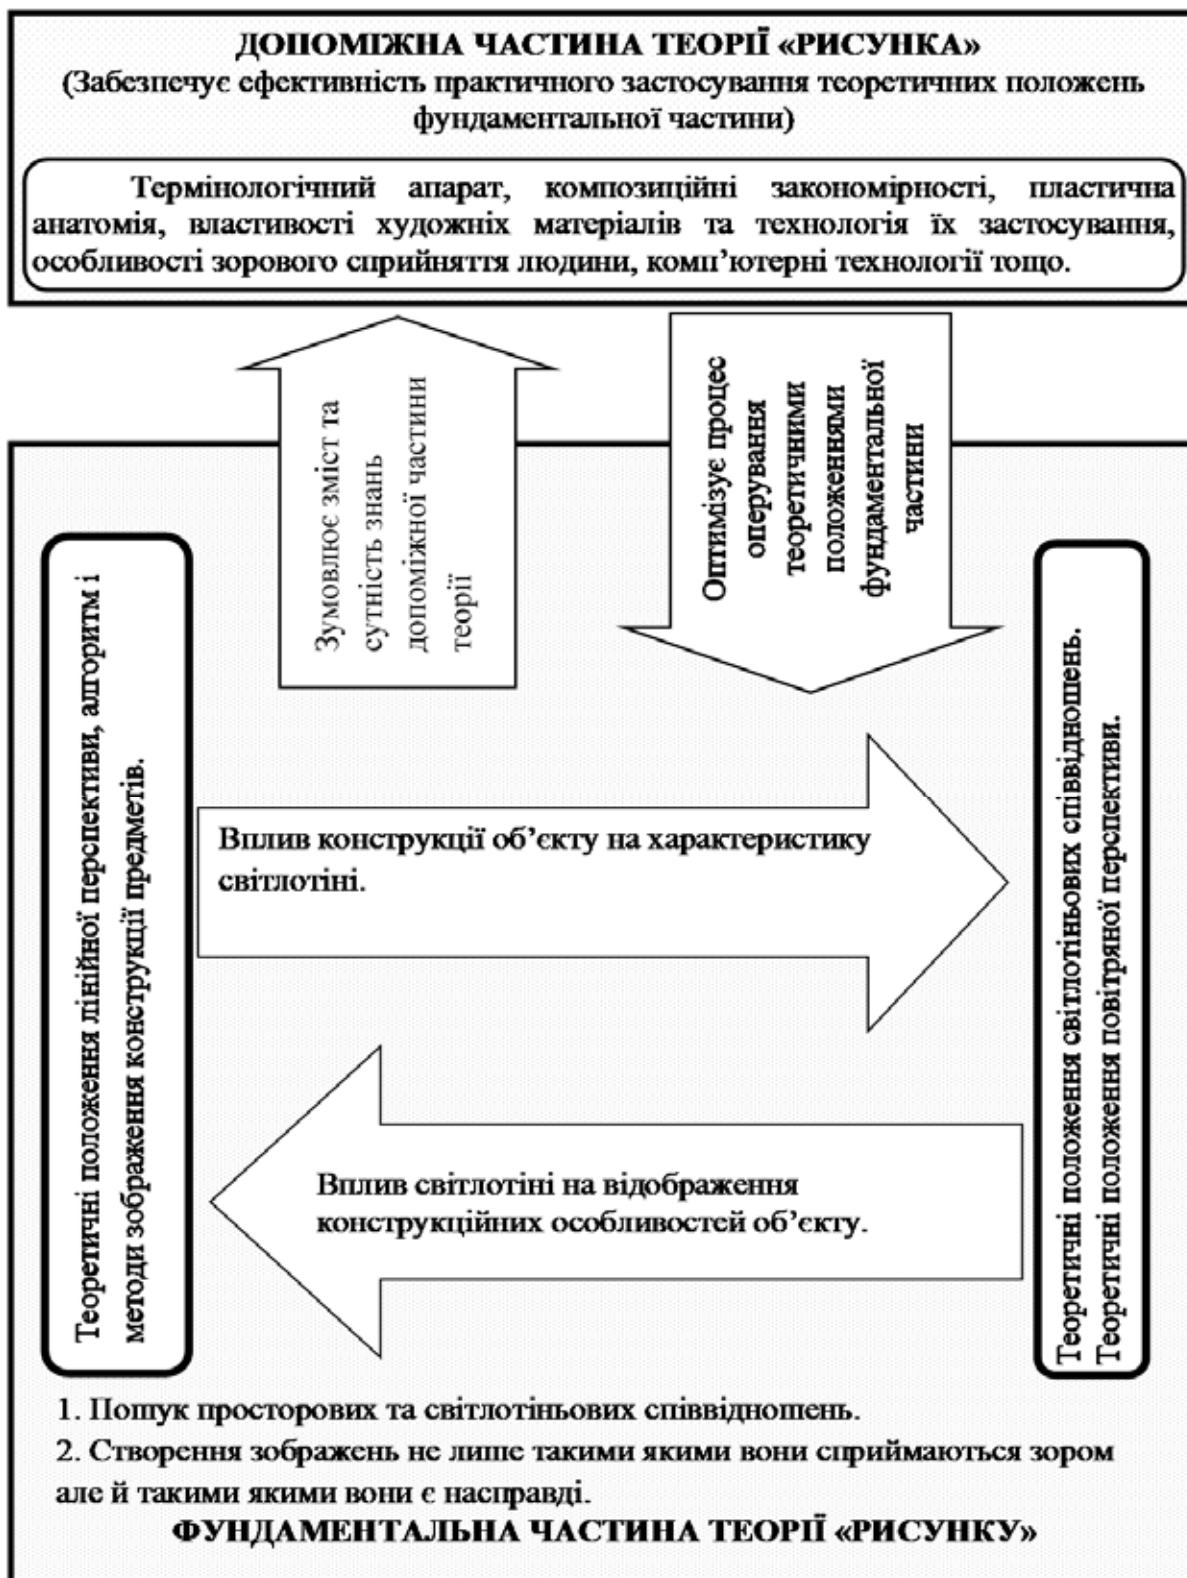 ДОПОМІЖНА ЧАСТИНА ТЕОРІЇ «РИСУНКА»
(Забезпечує ефективність практичного застосування теоретичних положень
фундаментальної частини)
Термінологічний апарат, композиційні закономірності, пластична
анатомія, властивості художніх матеріалів та технологія їх застосування,
особливості зорового сприйняття людини, комп’ютерні технології тощо.
Зумовлює зміст та
сутність знань
допоміжної частини
теорії
Оптимізує процес
оперування
теоретичними
положеннями
фундаментальної
частини
Теоретичні положення лінійної перспективи, алгоритм і
методи зображення конструкції предметів.
Вплив конструкції об’єкту на характеристику
світлотіні.
Вплив світлотіні на відображення
конструкційних особливостей об’єкту.
Теоретичні положення світлотіньових співвідношень.
Теоретичні положення повітряної перспективи.
1. Пошук просторових та світлотіньових співвідношень.
2. Створення зображень не лише такими якими вони сприймаються зором
але й такими якими вони є насправді.
ФУНДАМЕНТАЛЬНА ЧАСТИНА ТЕОРІЇ «РИСУНКУ»